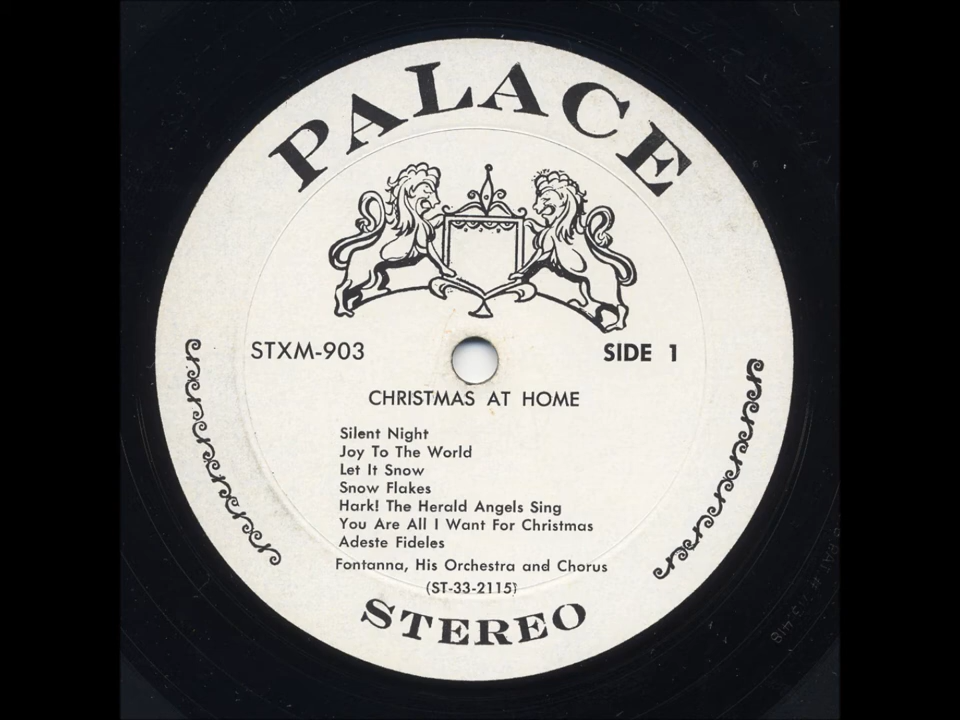 PALACE
STXM-903
SIDE 1
CHRISTMAS AT HOME
Silent Night
Joy To The World
Let It Snow
Snow Flakes
Hark! The Herald Angels Sing
You Are All I Want For Christmas
Adeste Fideles
Fontanna, His Orchestra and Chorus
(ST-33-2115)
STEREO